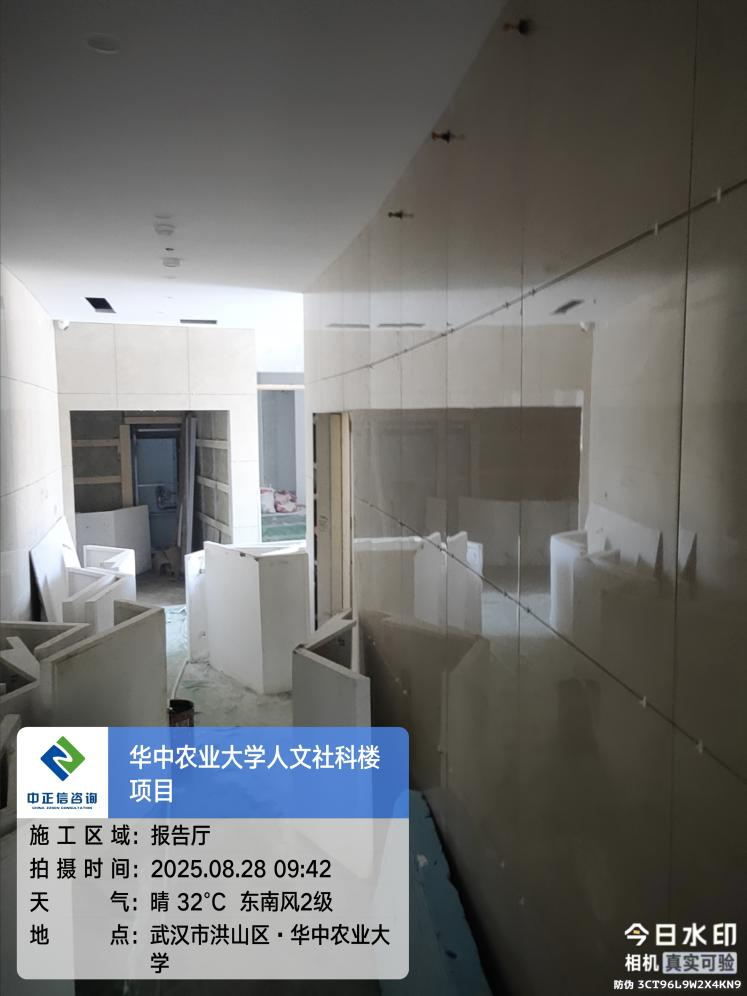 中正信咨询
华中农业大学人文社科楼
项目
施工区域：报告厅
拍摄时间：2025.08.28 09:42
天气：晴 32°C 东南风2级
地点：武汉市洪山区·华中农业大
学
今日水印
相机 真实可验
防伪 3CT96L9W2X4KN9